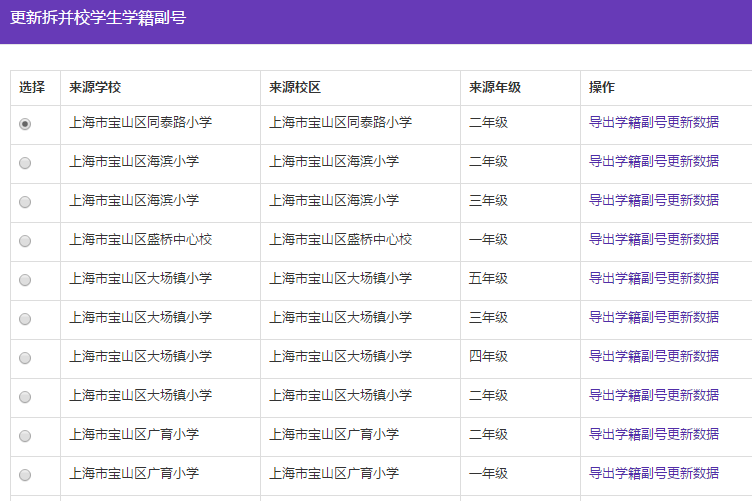 更新拆并校学生学籍副号
选择 来源学校 来源校区 来源年级 操作
上海市宝山区同泰路小学 上海市宝山区同泰路小学 二年级 导出学籍副号更新数据
上海市宝山区海滨小学 上海市宝山区海滨小学 二年级 导出学籍副号更新数据
上海市宝山区海滨小学 上海市宝山区海滨小学 三年级 导出学籍副号更新数据
上海市宝山区盛桥中心校 上海市宝山区盛桥中心校 一年级 导出学籍副号更新数据
上海市宝山区大场镇小学 上海市宝山区大场镇小学 五年级 导出学籍副号更新数据
上海市宝山区大场镇小学 上海市宝山区大场镇小学 三年级 导出学籍副号更新数据
上海市宝山区大场镇小学 上海市宝山区大场镇小学 四年级 导出学籍副号更新数据
上海市宝山区大场镇小学 上海市宝山区大场镇小学 二年级 导出学籍副号更新数据
上海市宝山区广育小学 上海市宝山区广育小学 二年级 导出学籍副号更新数据
上海市宝山区广育小学 上海市宝山区广育小学 一年级 导出学籍副号更新数据